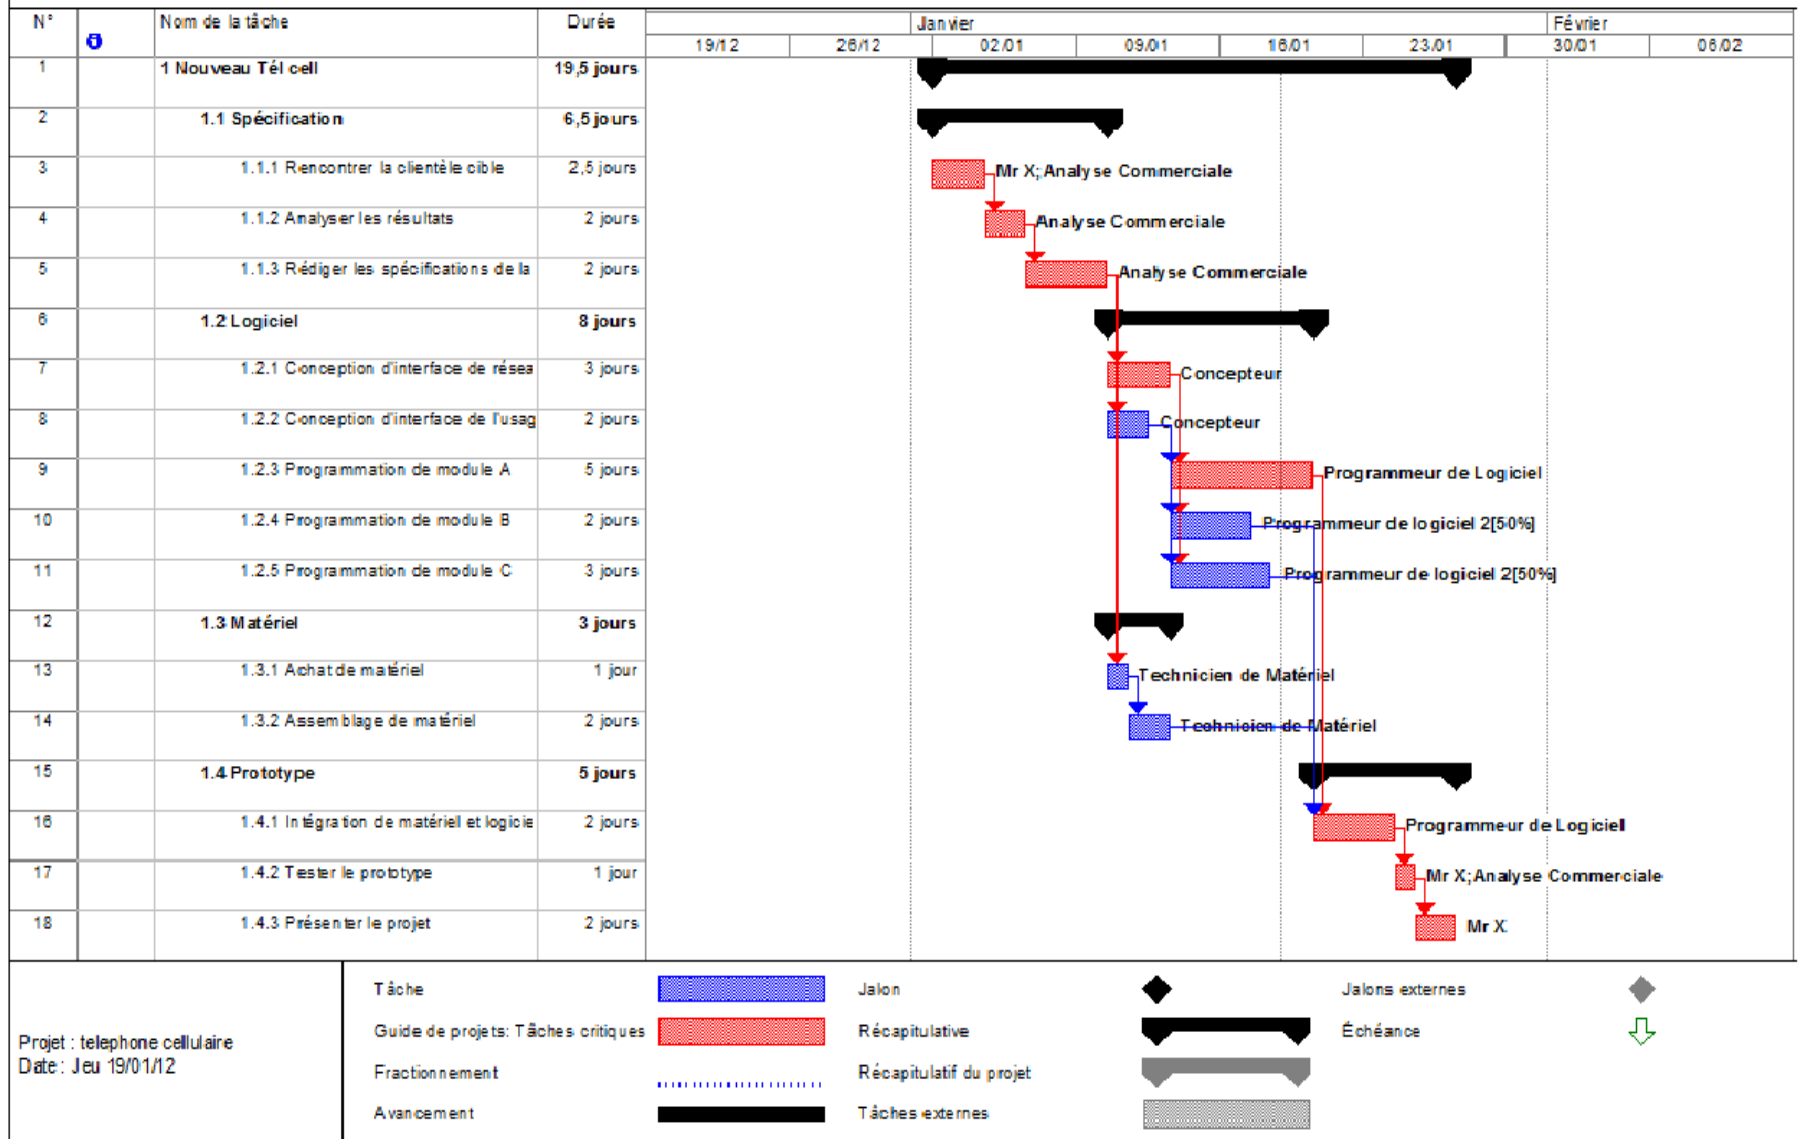 N° Nom de la tâche Durée Janvier Février
19/12 26/12 02/01 09/01 16/01 23/01 30/01 06/02
1 1 Nouveau Tél cell 19,5 jours
2 1.1 Spécification 6,5 jours
3 1.1.1 Rencontrer la clientèle cible 2,5 jours Mr X;Analyse Commerciale
4 1.1.2 Analyser les résultats 2 jours Analyse Commerciale
5 1.1.3 Rédiger les spécifications de la 2 jours Analyse Commerciale
6 1.2 Logiciel 8 jours
7 1.2.1 Conception d'interface de résea 3 jours Concepteur
8 1.2.2 Conception d'interface de l'usag 2 jours Concepteur
9 1.2.3 Programmation de module A 5 jours Programmeur de Logiciel
10 1.2.4 Programmation de module B 2 jours Programmeur de logiciel 2[50%]
11 1.2.5 Programmation de module C 3 jours Programmeur de logiciel 2[50%]
12 1.3 Matériel 3 jours
13 1.3.1 Achat de matériel 1 jour Technicien de Matériel
14 1.3.2 Assemblage de matériel 2 jours Technicien de Matériel
15 1.4 Prototype 5 jours
16 1.4.1 Intégration de matériel et logicie 2 jours Programmeur de Logiciel
17 1.4.2 Tester le prototype 1 jour Mr X;Analyse Commerciale
18 1.4.3 Présenter le projet 2 jours Mr X
Projet : telephone cellulaire
Date : Jeu 19/01/12
Tâche Jalon Jalons externes
Guide de projets: Tâches critiques Récapitulative Échéance
Fractionnement Récapitulatif du projet
Avancement Tâches externes